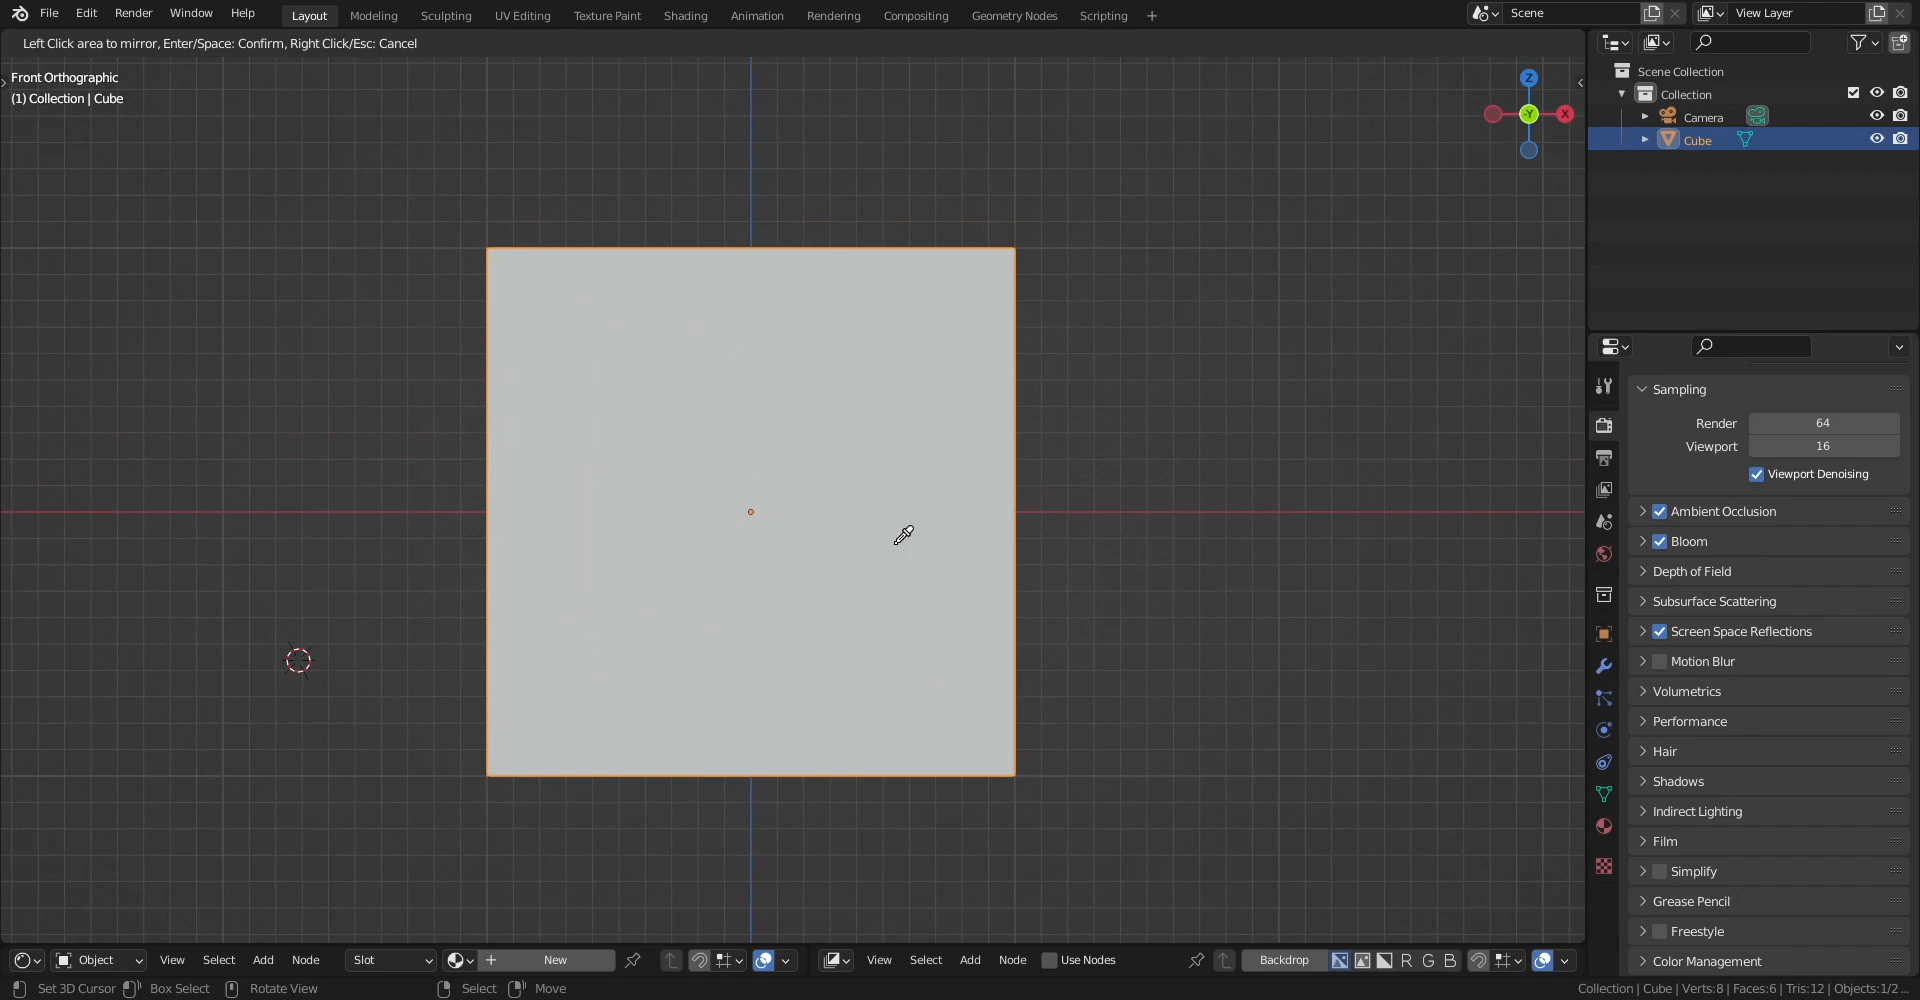 File Edit Render Window Help Layout Modeling Sculpting UV Editing Texture Paint Shading Animation Rendering Compositing Geometry Nodes Scripting Scene View Layer
Left Click area to mirror, Enter/Space: Confirm, Right Click/Esc: Cancel
Front Orthographic
(1) Collection | Cube
Z
-Y
X
Scene Collection
Collection
Camera
Cube
Sampling
Render 64
Viewport 16
Viewport Denoising
Ambient Occlusion
Bloom
Depth of Field
Subsurface Scattering
Screen Space Reflections
Motion Blur
Volumetrics
Performance
Hair
Shadows
Indirect Lighting
Film
Simplify
Grease Pencil
Freestyle
Color Management
Object View Select Add Node Slot New View Select Add Node Use Nodes Backdrop R G B
Set 3D Cursor Box Select Rotate View Select Move Collection | Cube | Verts:8 | Faces:6 | Tris:12 | Objects:1/2 ...